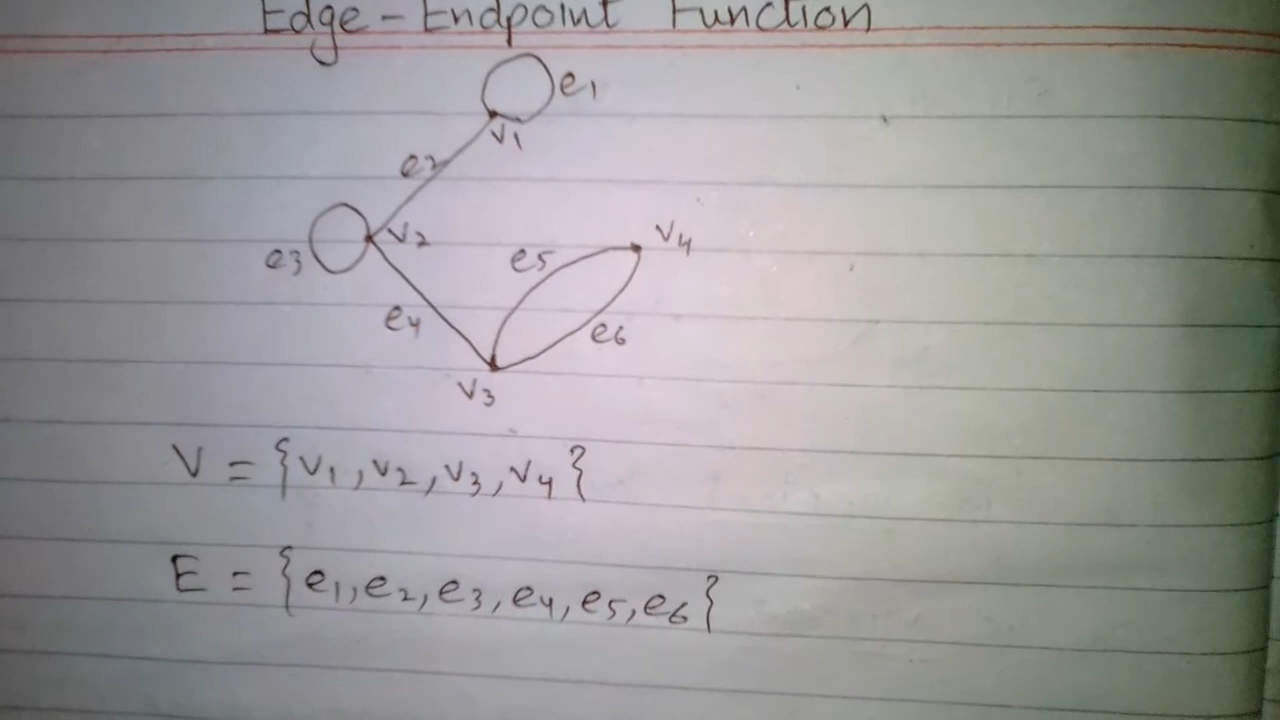 Edge-Endpoint Function
e1
v1
e2
v2
v4
e3
e5
e4
e6
v3
V = {v1, v2, v3, v4}
E = {e1, e2, e3, e4, e5, e6}